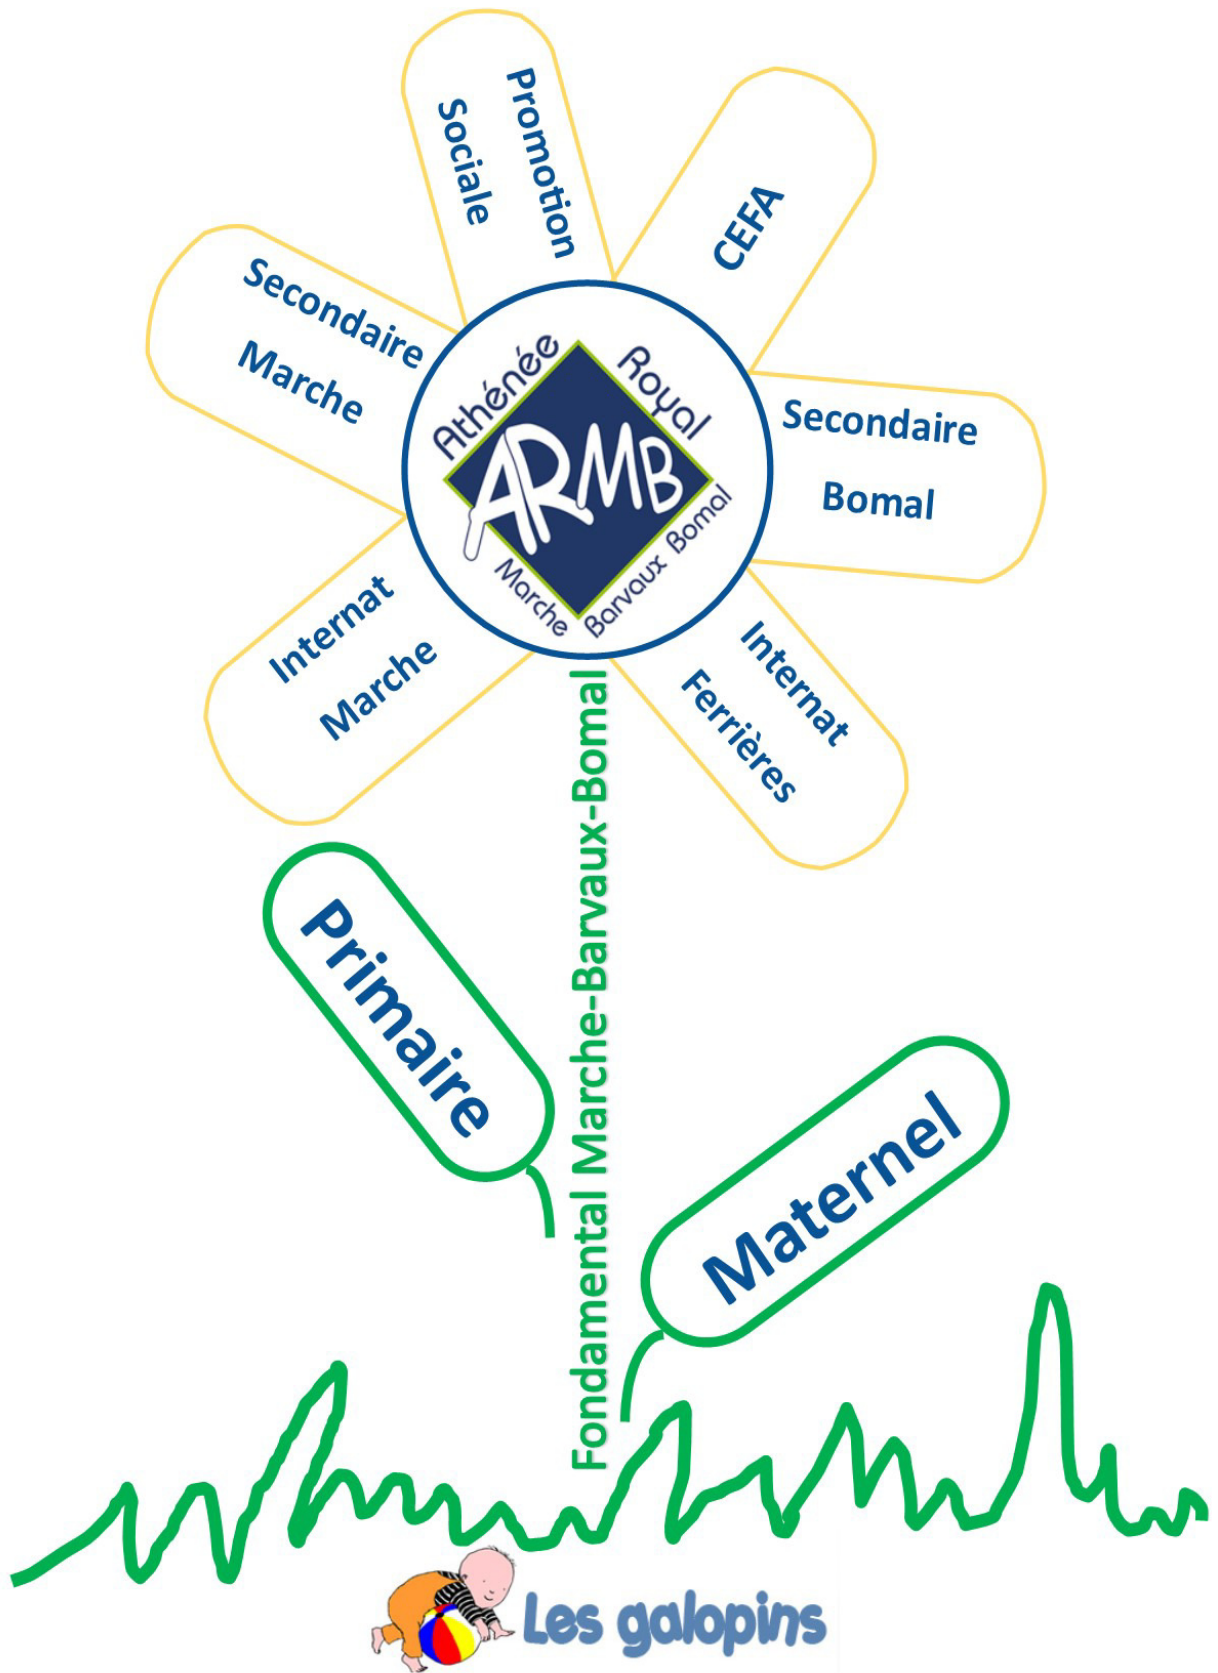 Promotion
Sociale
CEFA
Secondaire
Marche
Athénée
Royal
ARMB
Marche
Barvaux Bomal
Secondaire
Bomal
Internat
Marche
Internat
Ferrières
Fondamental Marche-Barvaux-Bomal
Primaire
Maternel
Les galopins